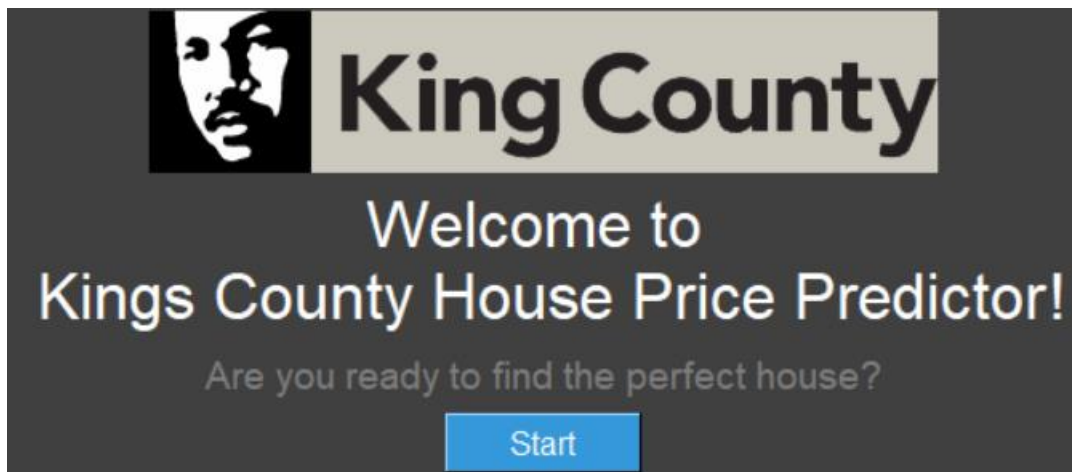 King County
Welcome to
Kings County House Price Predictor!
Are you ready to find the perfect house?
Start